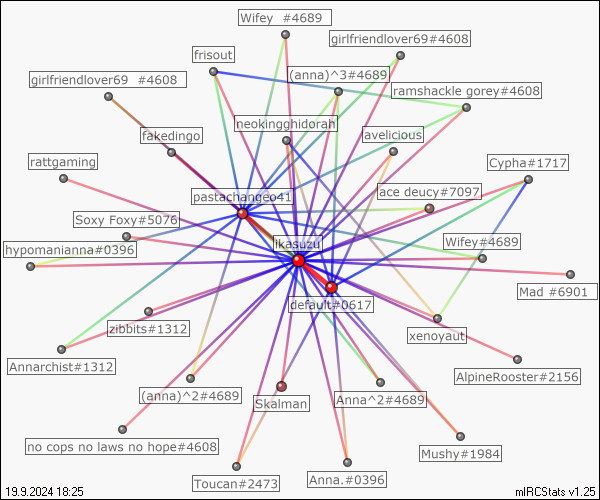 Wifey  #4689
girlfriendlover69#4608
frisout
(anna)^3#4689
girlfriendlover69  #4608
ramshackle gorey#4608
neokingghidorah
avelicious
fakedingo
rattgaming
Cypha#1717
ace deucy#7097
pastachangeo41
Soxy Foxy#5076
likasuzu
Wifey#4689
hypomanianna#0396
Mad  #6901
default#0617
zibbits#1312
xenoyaut
Annarchist#1312
AlpineRooster#2156
(anna)^2#4689
Skalman
Anna^2#4689
no cops no laws no hope#4608
Mushy#1984
Toucan#2473
Anna.#0396
19.9.2024 18:25
mIRCStats v1.25